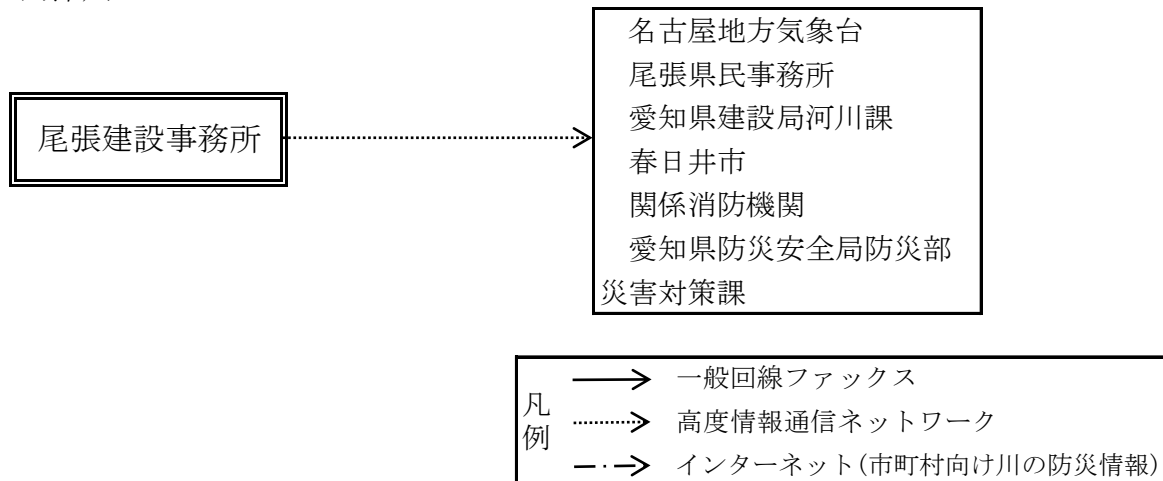 名古屋地方気象台
尾張県民事務所
愛知県建設局河川課
春日井市
関係消防機関
愛知県防災安全局防災部
災害対策課
尾張建設事務所
凡例
一般回線ファックス
高度情報通信ネットワーク
インターネット(市町村向け川の防災情報)